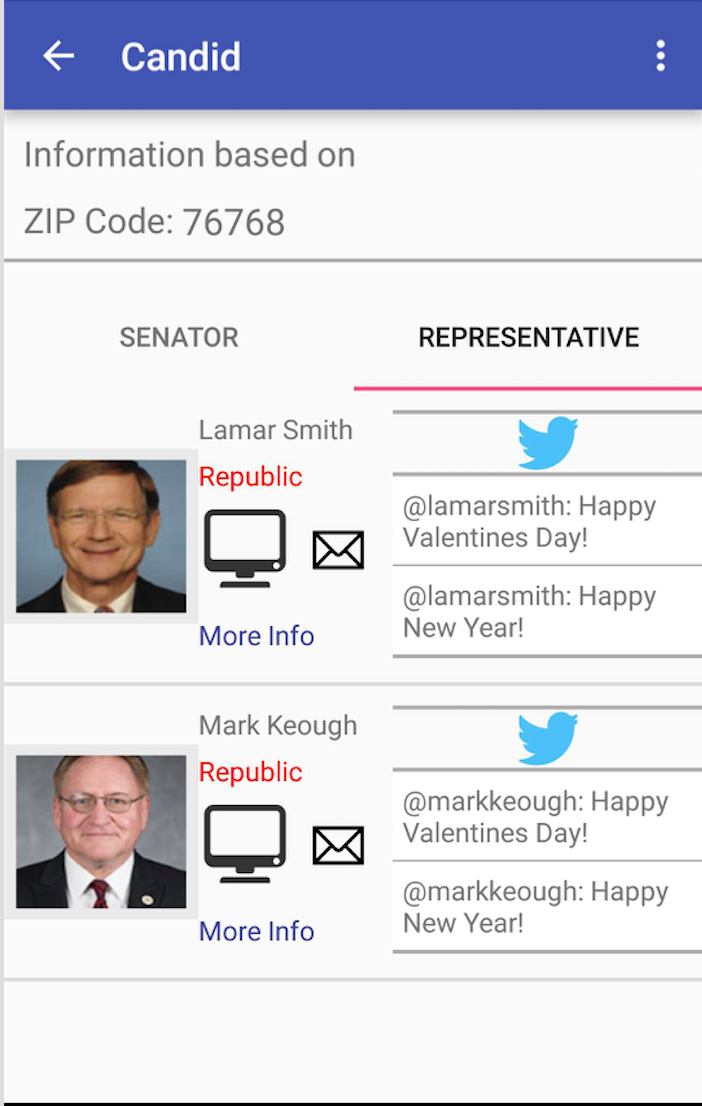 Candid
Information based on
ZIP Code: 76768
SENATOR
REPRESENTATIVE
Lamar Smith
Republic
More Info
@lamarsmith: Happy
Valentines Day!
@lamarsmith: Happy
New Year!
Mark Keough
Republic
More Info
@markkeough: Happy
Valentines Day!
@markkeough: Happy
New Year!